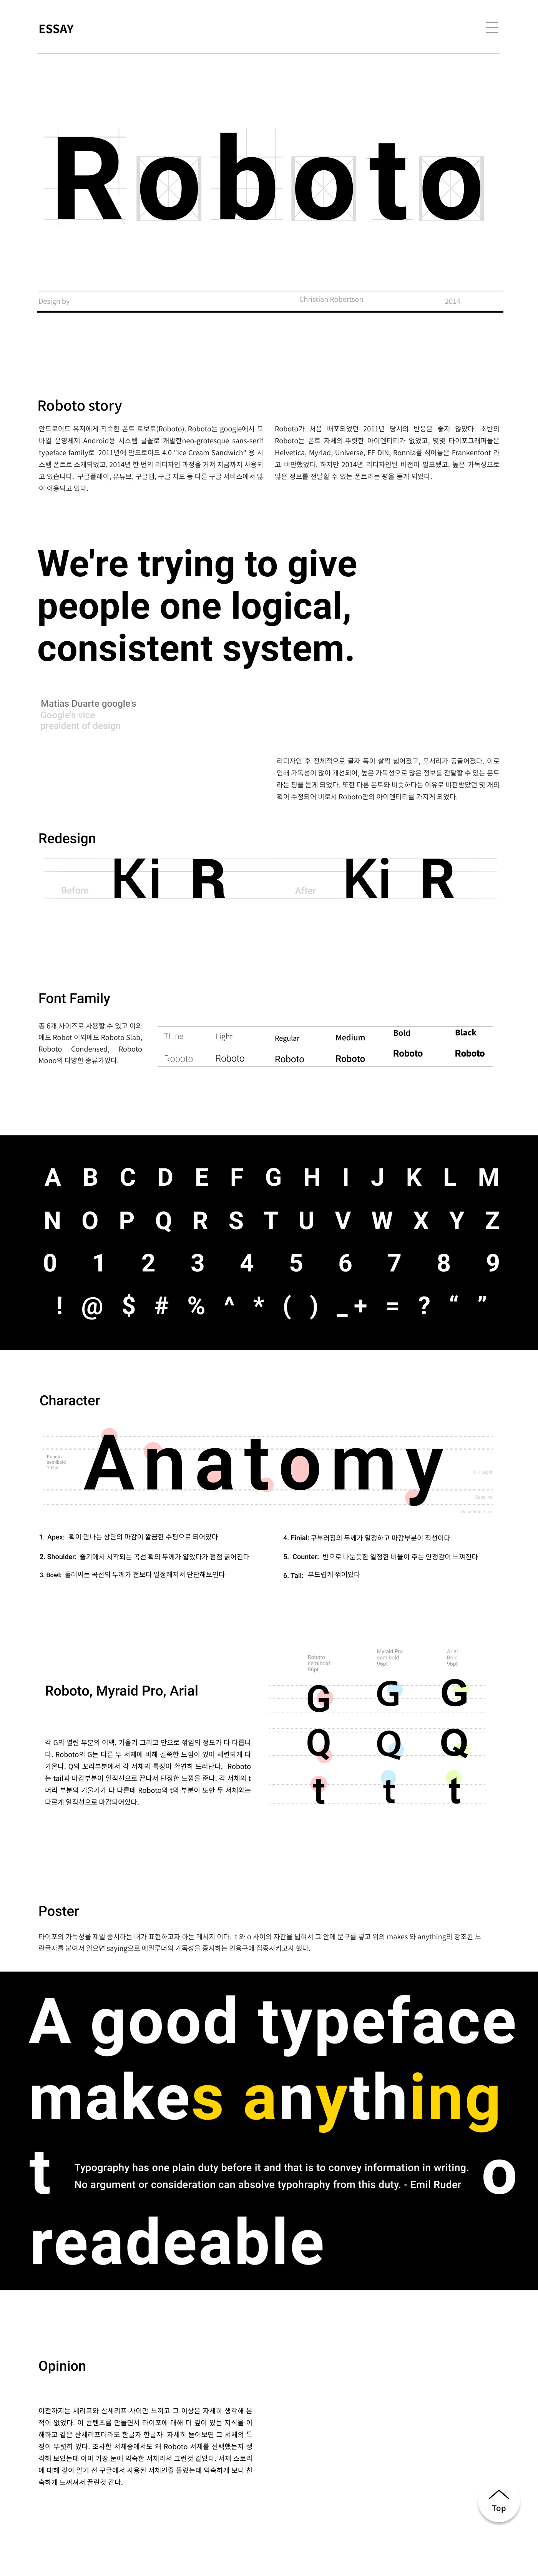 ESSAY
Roboto
Design by
Christian Robertson
2014
Roboto story
안드로이드 유저에게 칙숙한 폰트 로보토(Roboto). Roboto는 google에서 모
바일 운영체제 Android용 시스템 글꼴로 개발한neo-grotesque sans-serif
typeface family로 2011년에 안드로이드 4.0 "Ice Cream Sandwich" 용 시
스템 폰트로 소개되었고, 2014년 한 번의 리디자인 과정을 거쳐 지금까지 사용되
고 있습니다. 구글플레이, 유튜브, 구글맵, 구글 지도 등 다른 구글 서비스에서 많
이 이용되고 있다.
Roboto가 처음 배포되었던 2011년 당시의 반응은 좋지 않았다. 초반의
Roboto는 폰트 자체의 뚜렷한 아이덴티티가 없었고, 몇몇 타이포그래퍼들은
Helvetica, Myriad, Universe, FF DIN, Ronnia를 섞어놓은 Frankenfont 라
고 비판했었다. 하지만 2014년 리디자인된 버전이 발표됐고, 높은 가독성으로
많은 정보를 전달할 수 있는 폰트라는 평을 듣게 되었다.
We're trying to give
people one logical,
consistent system.
Matias Duarte google's
Google's vice
president of design
리디자인 후 전체적으로 글자 폭이 살짝 넓어졌고, 모서리가 둥글어졌다. 이로
인해 가독성이 많이 개선되어, 높은 가독성으로 많은 정보를 전달할 수 있는 폰트
라는 평을 듣게 되었다. 또한 다른 폰트와 비슷하다는 이유로 비판받았던 몇 개의
획이 수정되어 비로서 Roboto만의 아이덴티티를 가지게 되었다.
Redesign
Before
Ki R
After
Ki R
Font Family
총 6개 사이즈로 사용할 수 있고 이외
에도 Robot 이외에도 Roboto Slab,
Roboto Condensed, Roboto
Mono의 다양한 종류가있다.
Thine Light Regular Medium Bold Black
Roboto Roboto Roboto Roboto Roboto Roboto
A B C D E F G H I J K L M
N O P Q R S T U V W X Y Z
0 1 2 3 4 5 6 7 8 9
! @ $ # % ^ * ( ) _ + = ? “ ”
Character
Roboto
semibold
144pt
Anatomy
Baseline
1. Apex: 획이 만나는 상단의 마감이 깔끔한 수평으로 되어있다
2. Shoulder: 줄기에서 시작되는 곡선 획의 두께가 얇았다가 점점 굵어진다
3. Bowl: 둘러싸는 곡선의 두께가 전보다 일정해저서 단단해보인다
4. Finial: 구부러짐의 두께가 일정하고 마감부분이 직선이다
5. Counter: 반으로 나눈듯한 일정한 비율이 주는 안정감이 느껴진다
6. Tail: 부드럽게 꺾여있다
Roboto
semibold
96pt
Myraid Pro
semibold
96pt
Arial
Bold
96pt
G G G
Q Q Q
t t t
Roboto, Myraid Pro, Arial
각 G의 열린 부분의 여백, 기울기 그리고 안으로 꺾임의 정도가 다 다릅니
다. Roboto의 G는 다른 두 서체에 비해 길쭉한 느낌이 있어 세련되게 다
가온다. Q의 꼬리부분에서 각 서체의 특징이 확연히 드러난다. Roboto
는 tail과 마감부분이 일직선으로 끝나서 단정한 느낌을 준다. 각 서체의 t
머리 부분의 기울기가 다 다른데 Roboto의 t의 부분이 또한 두 서체와는
다르게 일직선으로 마감되어있다.
Poster
타이포의 가독성을 제일 중시하는 내가 표현하고자 하는 메시지 이다. t 와 o 사이의 자간을 넓혀서 그 안에 문구를 넣고 위의 makes 와 anything의 강조된 노
란글자를 붙여서 읽으면 saying으로 에밀루더의 가독성을 중시하는 인용구에 집중시키고자 했다.
A good typeface
makes anything
t
Typography has one plain duty before it and that is to convey information in writing.
No argument or consideration can absolve typohraphy from this duty. - Emil Ruder
o
readeable
Opinion
이전까지는 세리프와 산세리프 차이만 느끼고 그 이상은 자세히 생각해 본
적이 없었다. 이 콘텐츠를 만들면서 타이포에 대해 더 깊이 있는 지식을 이
해하고 같은 산세리프더라도 한글자 한글자 자세히 뜯어보면 그 서체의 특
징이 뚜렷히 있다. 조사한 서체중에서도 왜 Roboto 서체를 선택했는지 생
각해 보았는데 아마 가장 눈에 익숙한 서체라서 그런것 같았다. 서체 스토리
에 대해 깊이 알기 전 구글에서 사용된 서체인줄 몰랐는데 익숙하게 보니 친
숙하게 느껴져서 끌린것 같다.
Top